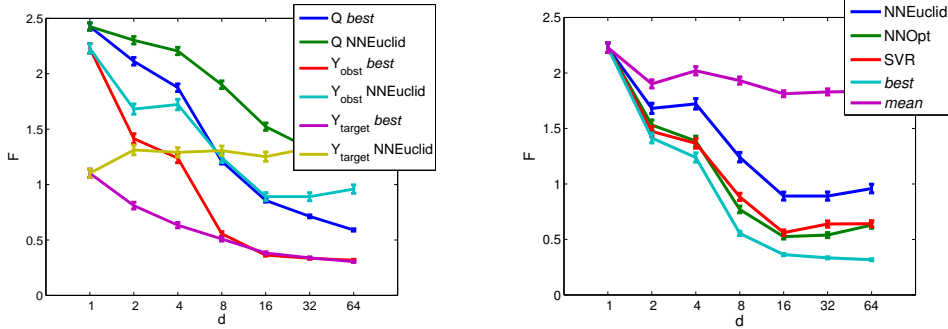 2.5
2
1.5
1
0.5
0
F
1 2 4 8 16 32 64
d
Q best
Q NNEuclid
Y_obst best
Y_obst NNEuclid
Y_target best
Y_target NNEuclid
2.5
2
1.5
1
0.5
0
F
1 2 4 8 16 32 64
d
NNEuclid
NNOpt
SVR
best
mean